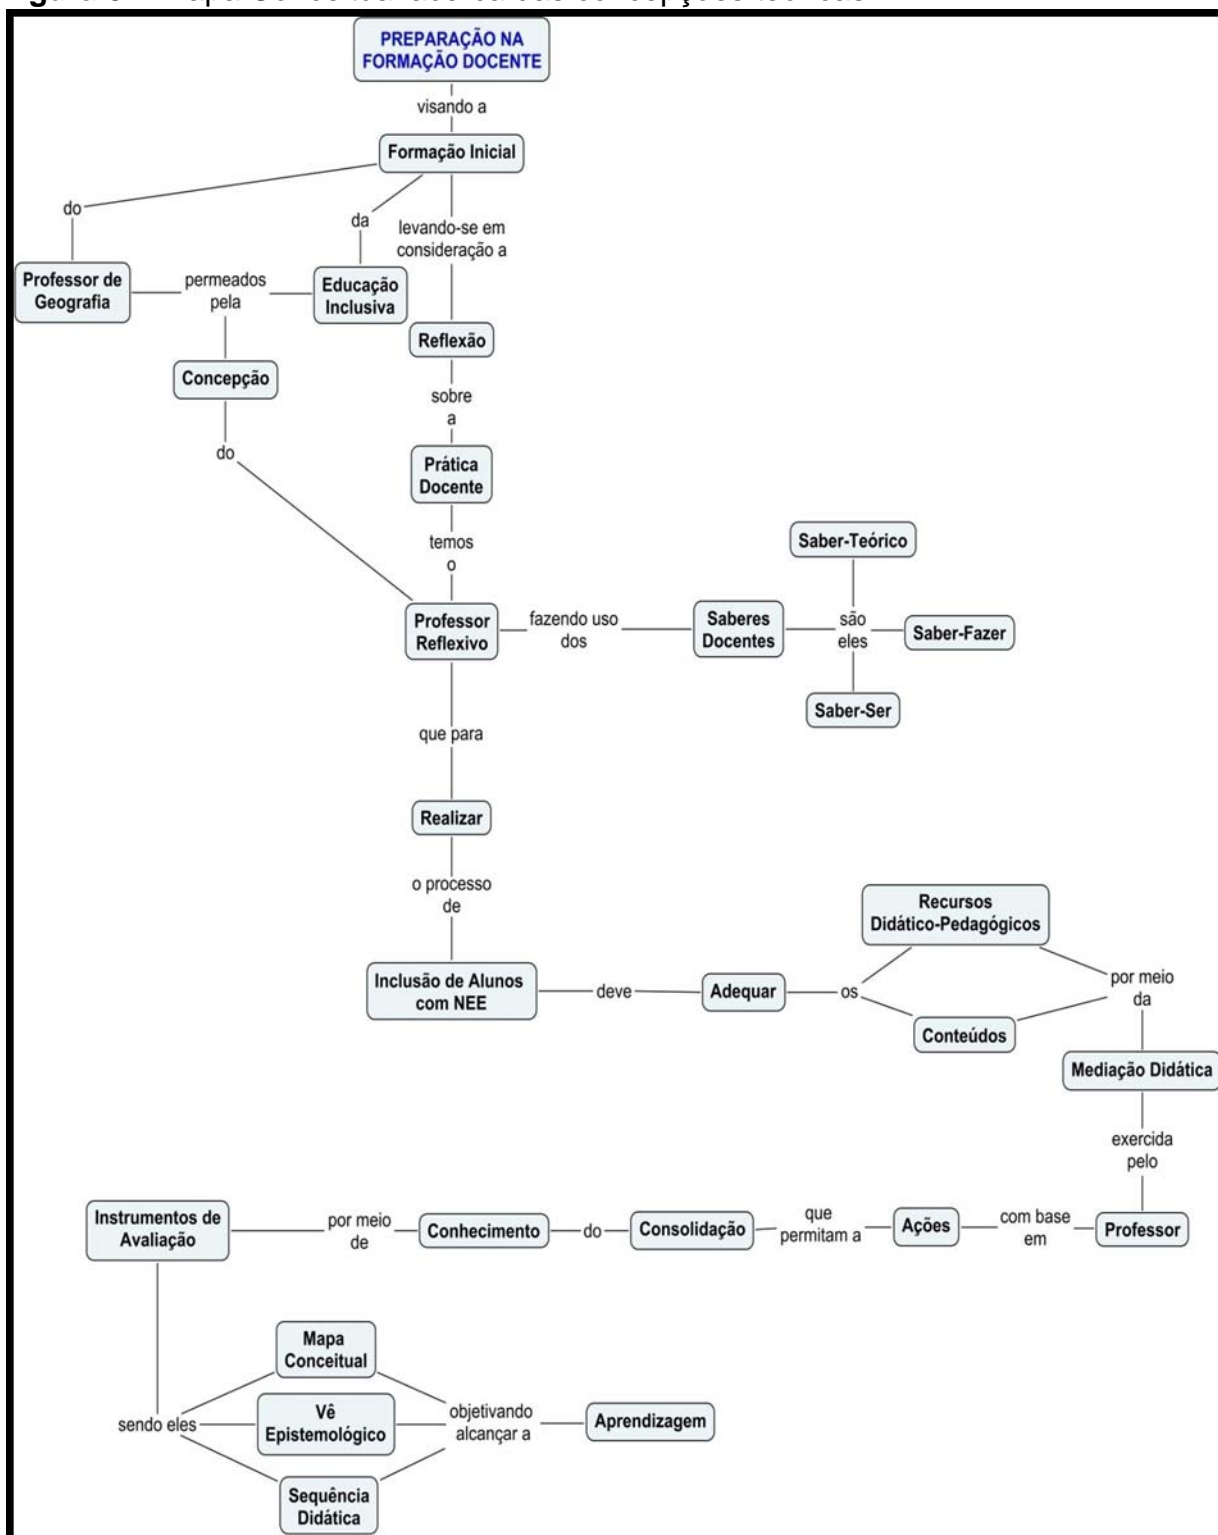 PREPARAÇÃO NA
FORMAÇÃO DOCENTE
visando a
Formação Inicial
do
da
levando-se em
consideração a
Professor de
Geografia
permeados
pela
Educação
Inclusiva
Reflexão
Concepção
sobre
a
do
Prática
Docente
temos
o
Saber-Teórico
Professor
Reflexivo
fazendo uso
dos
Saberes
Docentes
são
eles
Saber-Fazer
Saber-Ser
que para
Realizar
o processo
de
Recursos
Didático-Pedagógicos
Inclusão de Alunos
com NEE
deve
Adequar
os
por meio
da
Conteúdos
Mediação Didática
exercida
pelo
Instrumentos de
Avaliação
por meio
de
Conhecimento
do
Consolidação
que
permitam a
Ações
com base
em
Professor
Mapa
Conceitual
sendo eles
Vê
Epistemológico
objetivando
alcançar a
Aprendizagem
Sequência
Didática